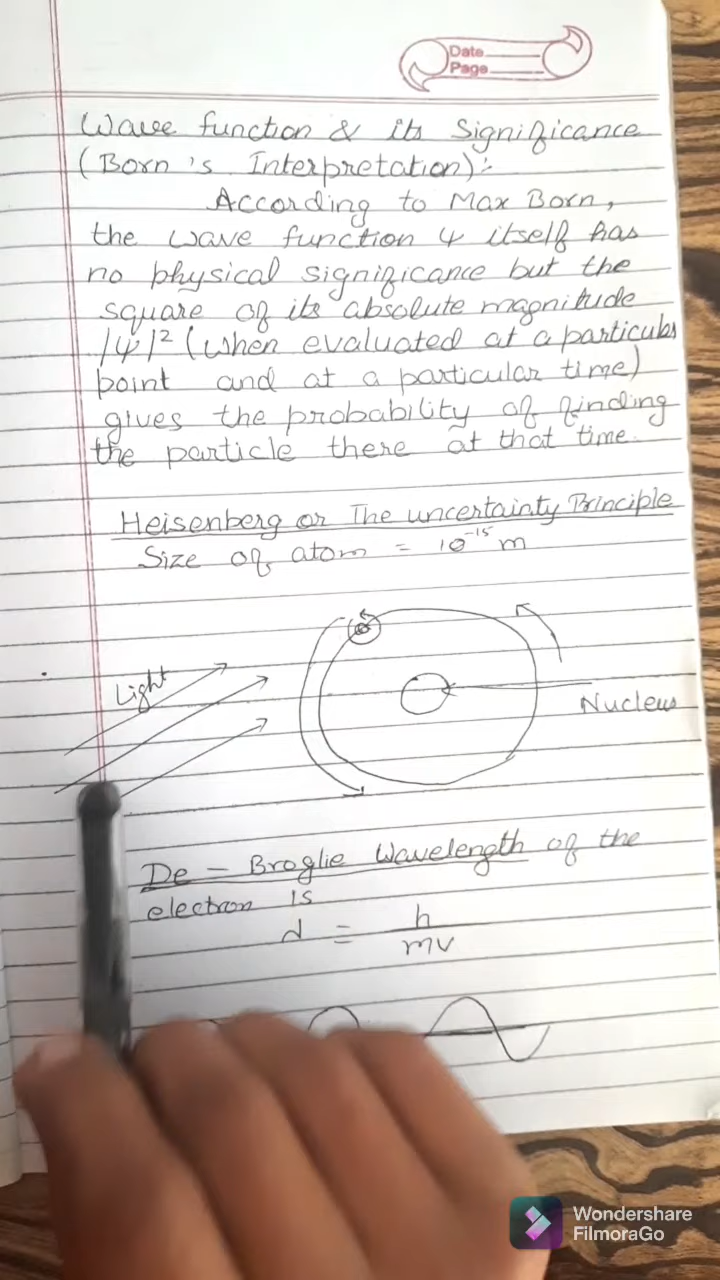 Date
Page
Wave function & its Significance
(Born's Interpretation):-
According to Max Born,
the wave function ψ itself has
no physical significance but the
square of its absolute magnitude
|ψ|² (when evaluated at a particular
point and at a particular time)
gives the probability of finding
the particle there at that time.
Heisenberg or The uncertainty Principle
Size of atom = 10⁻¹⁵ m
Light
Nucleus
De - Broglie Wavelength of the
electron is
λ = h/mv
Wondershare
FilmoraGo